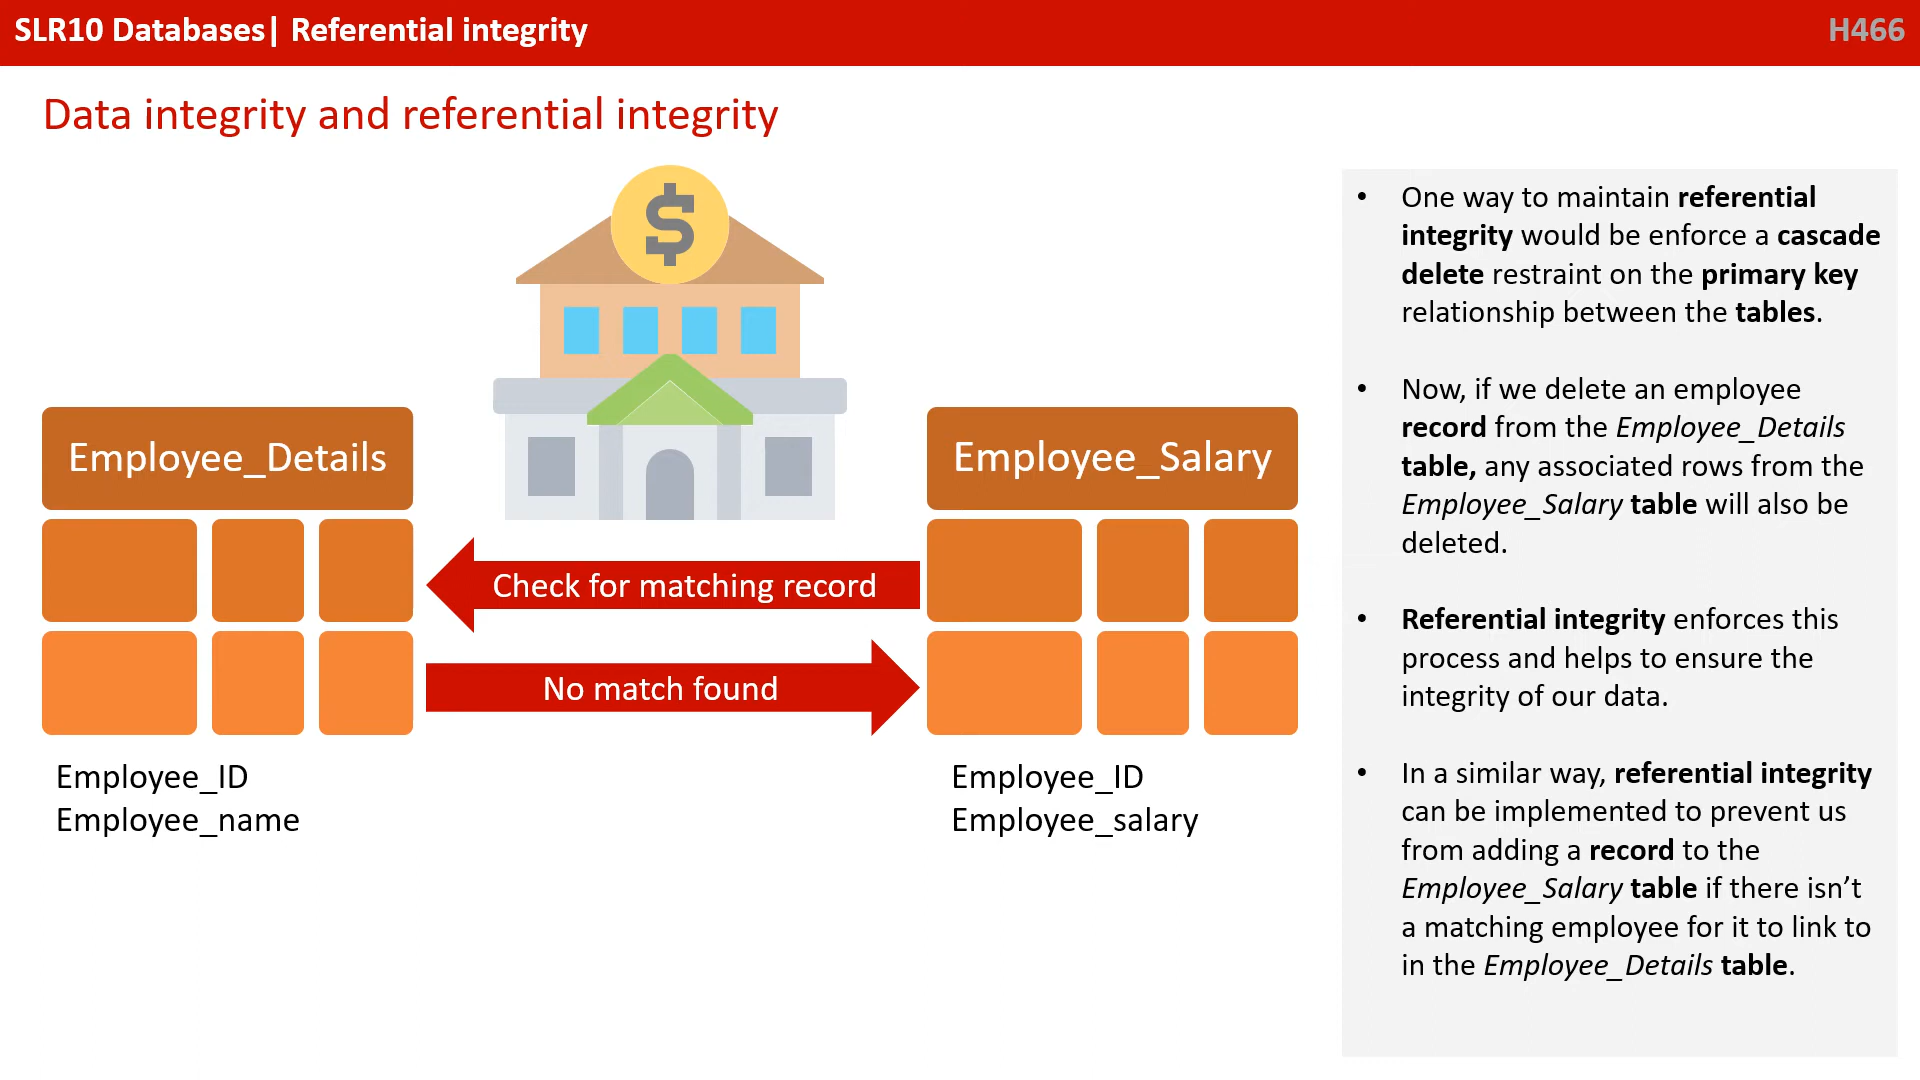 SLR10 Databases| Referential integrity
H466
Data integrity and referential integrity
$
Employee_Details
Employee_Salary
Check for matching record
No match found
Employee_ID
Employee_name
Employee_ID
Employee_salary
• One way to maintain referential
integrity would be enforce a cascade
delete restraint on the primary key
relationship between the tables.
• Now, if we delete an employee
record from the Employee_Details
table, any associated rows from the
Employee_Salary table will also be
deleted.
• Referential integrity enforces this
process and helps to ensure the
integrity of our data.
• In a similar way, referential integrity
can be implemented to prevent us
from adding a record to the
Employee_Salary table if there isn’t
a matching employee for it to link to
in the Employee_Details table.